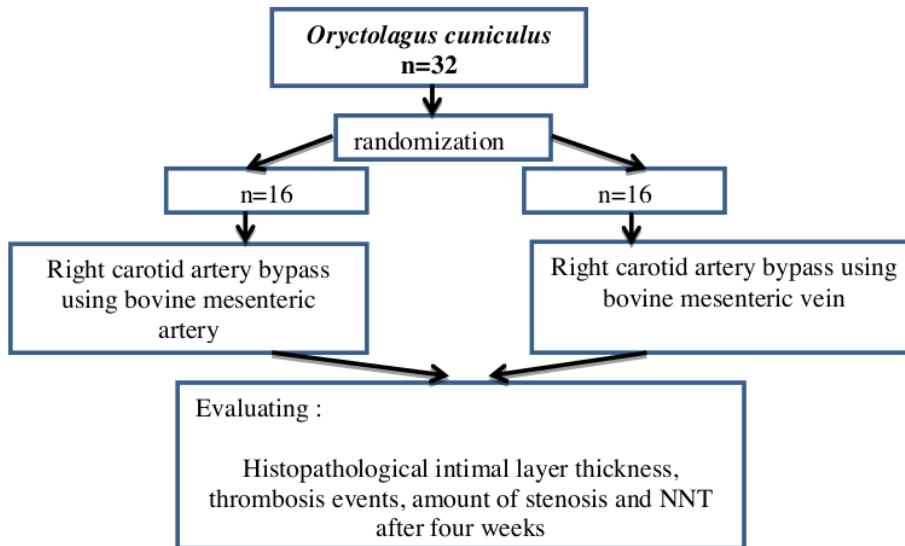 Oryctolagus cuniculus
n=32
randomization
n=16
n=16
Right carotid artery bypass
using bovine mesenteric
artery
Right carotid artery bypass using
bovine mesenteric vein
Evaluating :
Histopathological intimal layer thickness,
thrombosis events, amount of stenosis and NNT
after four weeks